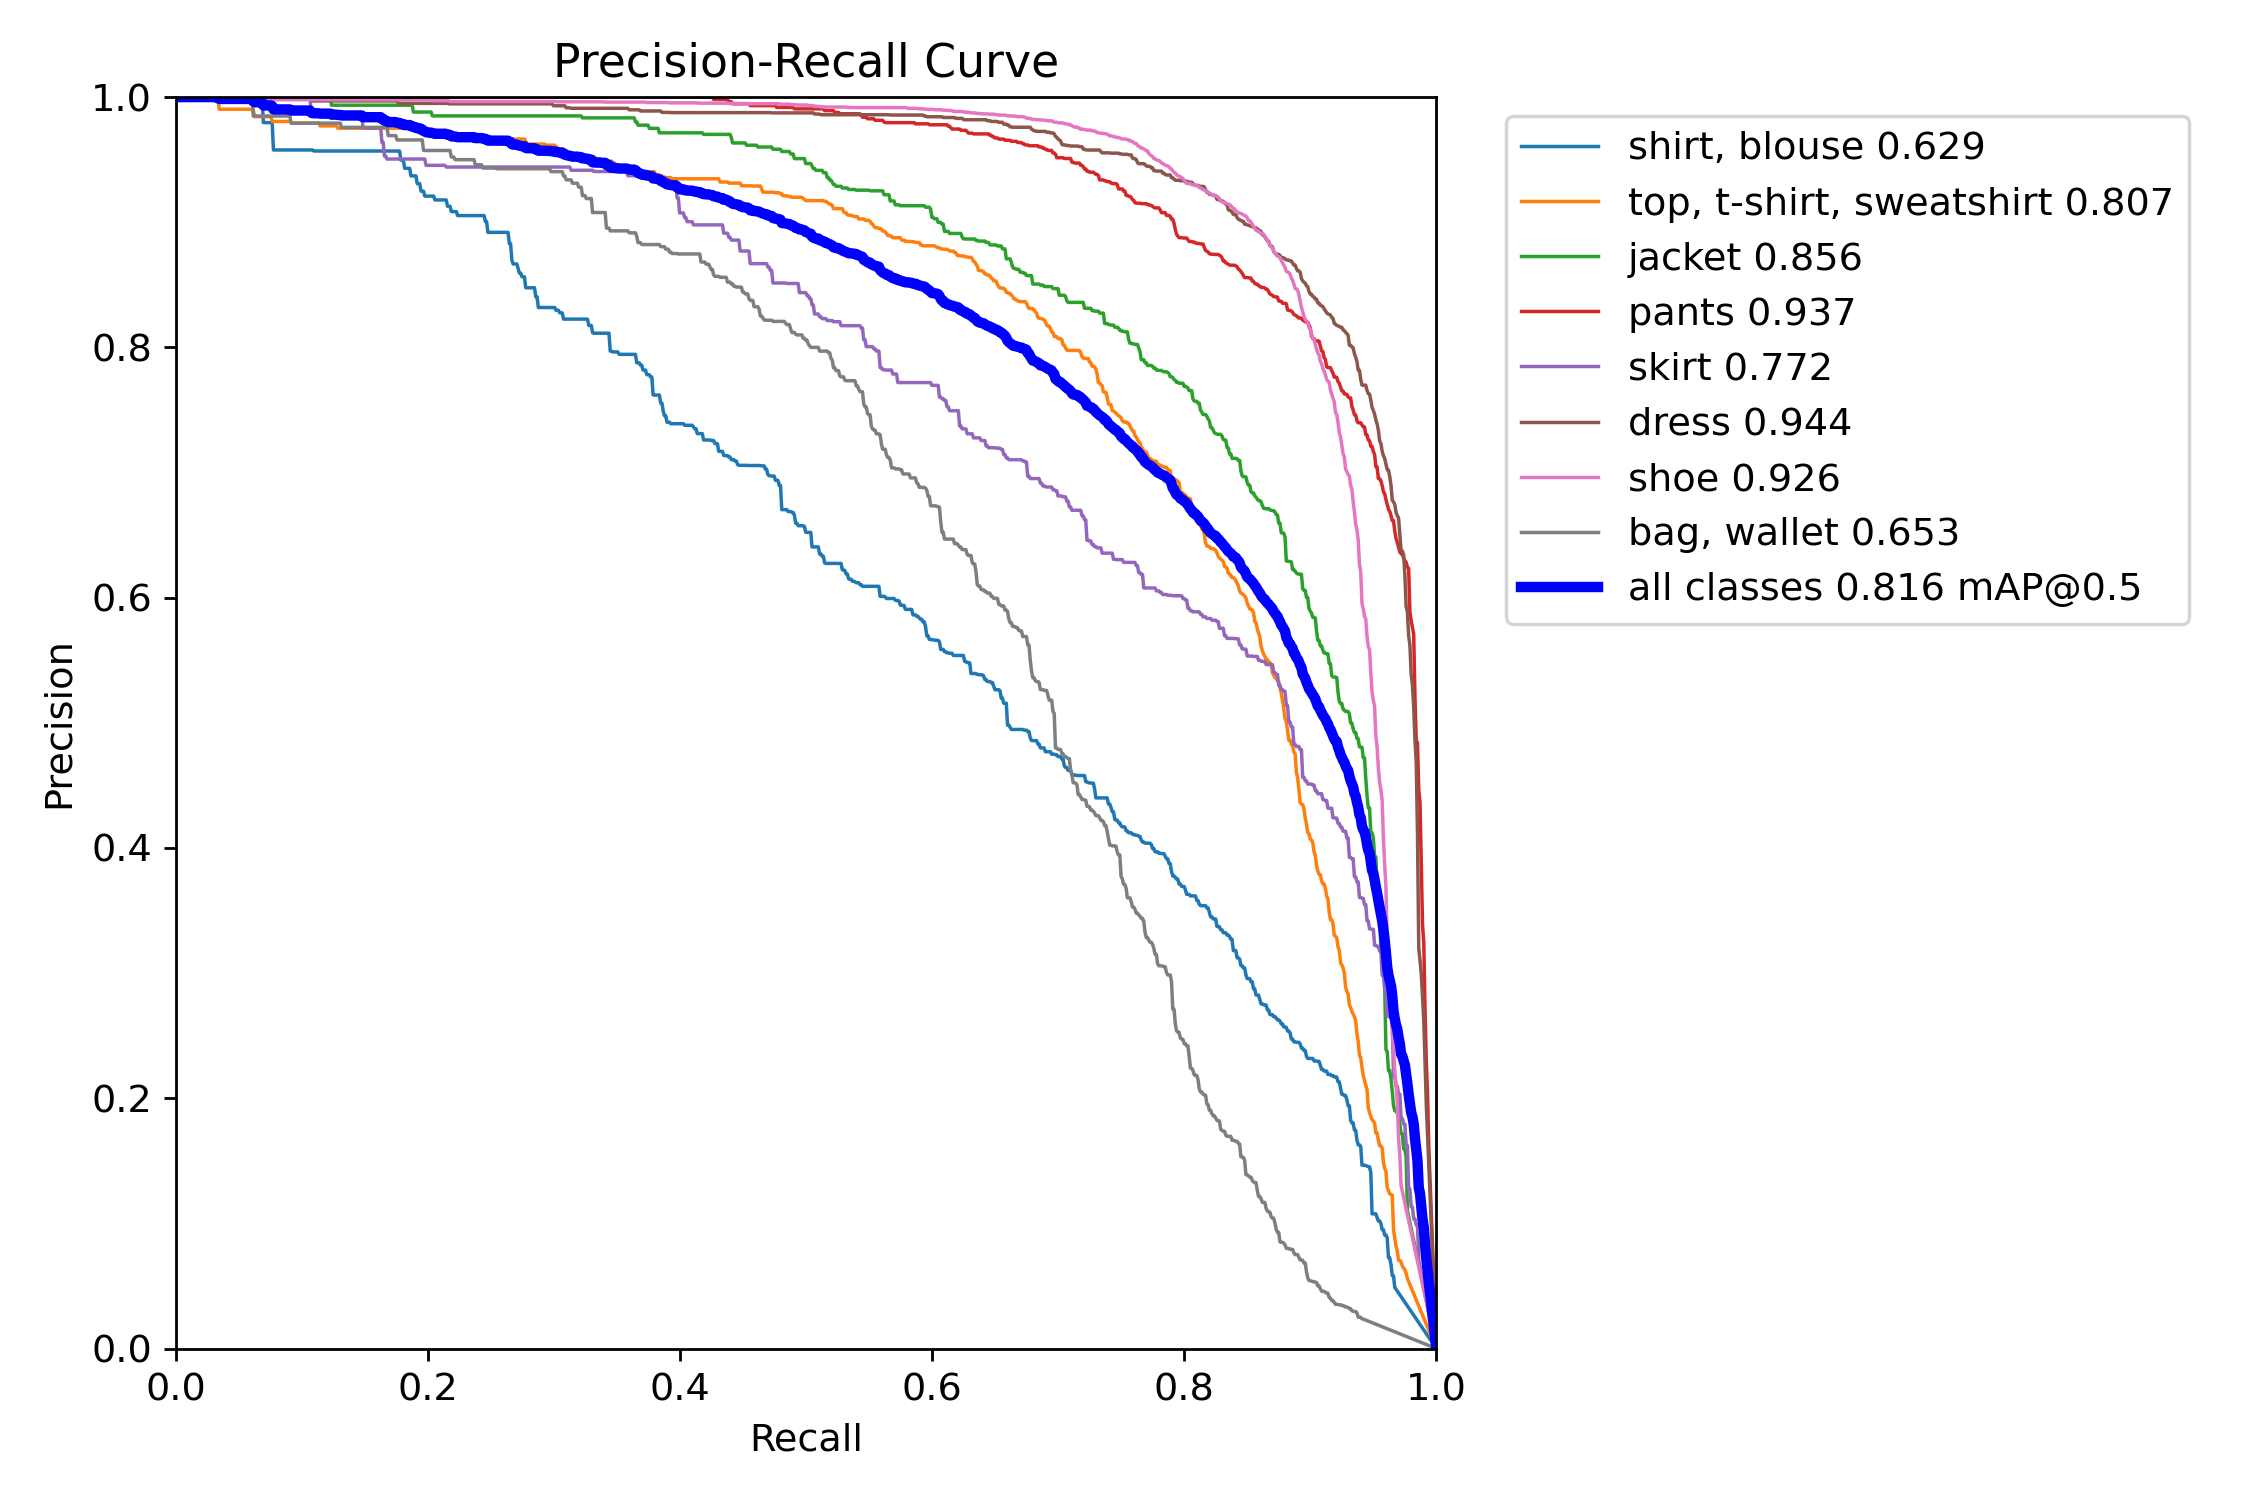 Precision-Recall Curve
1.0
0.8
0.6
0.4
0.2
0.0
Precision
0.0 0.2 0.4 0.6 0.8 1.0
Recall
shirt, blouse 0.629
top, t-shirt, sweatshirt 0.807
jacket 0.856
pants 0.937
skirt 0.772
dress 0.944
shoe 0.926
bag, wallet 0.653
all classes 0.816 mAP@0.5